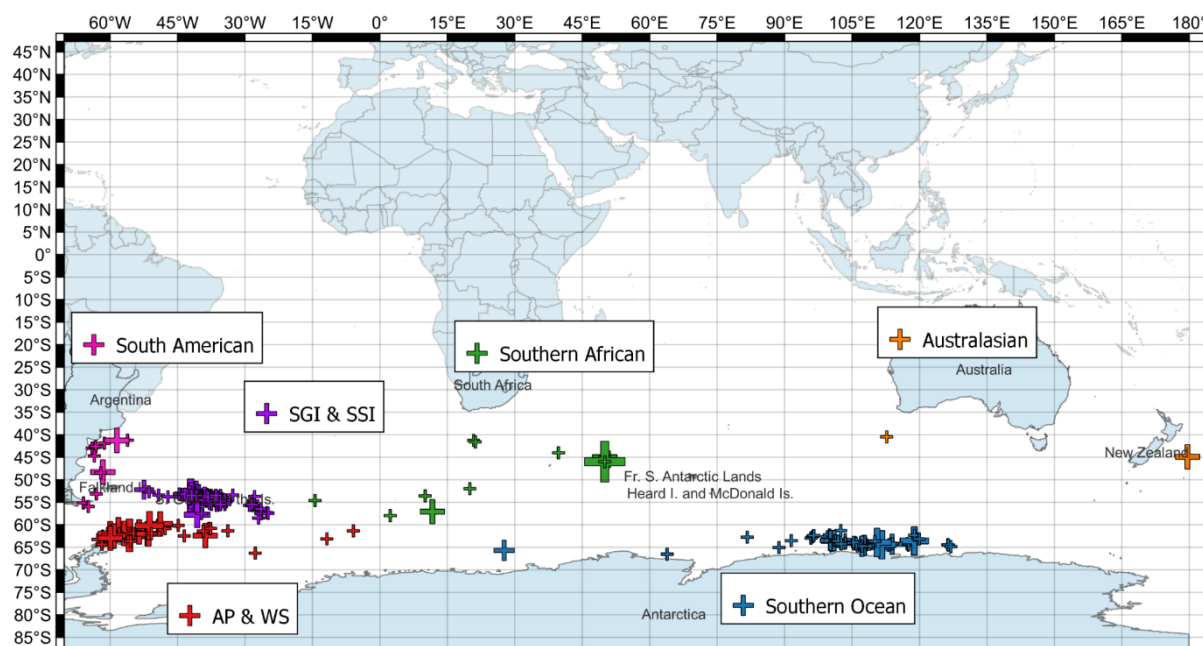 60°W 45°W 30°W 15°W 0° 15°E 30°E 45°E 60°E 75°E 90°E 105°E 120°E 135°E 150°E 165°E 180°
45°N
40°N
35°N
30°N
25°N
20°N
15°N
10°N
5°N
0°
5°S
10°S
15°S
20°S
25°S
30°S
35°S
40°S
45°S
50°S
55°S
60°S
65°S
70°S
75°S
80°S
85°S
South American
Southern African
Australasian
South Africa
Australia
Argentina
SGI & SSI
New Zealand
Fr. S. Antarctic Lands
Falkland I
Heard I. and McDonald Is.
Is.
Antarctica
AP & WS
Southern Ocean